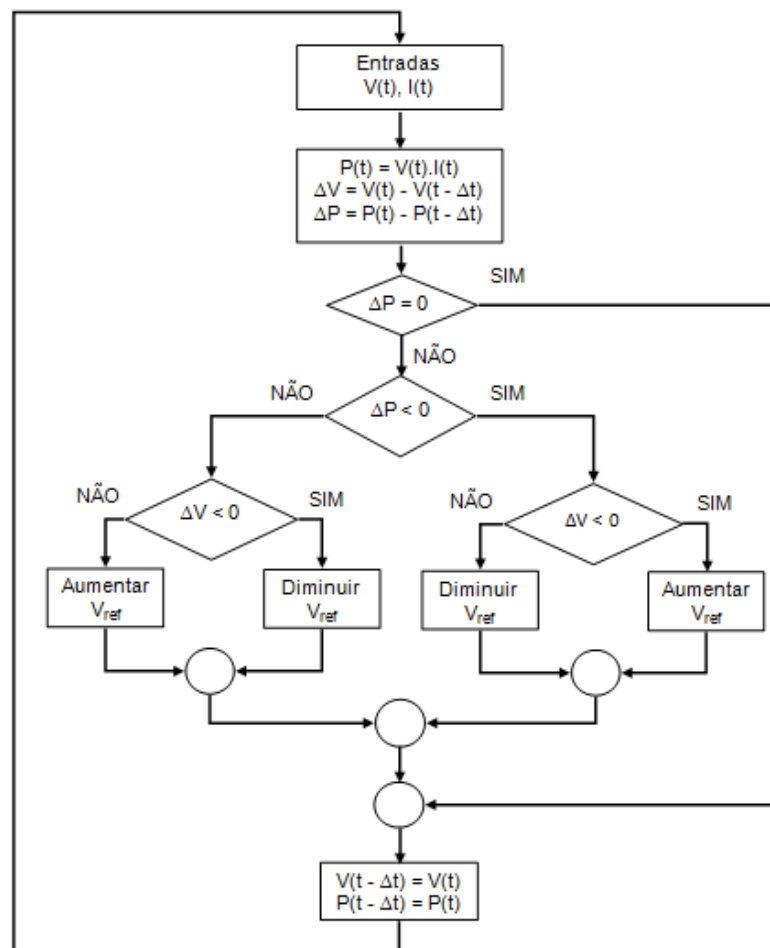 Entradas
V(t), I(t)
P(t) = V(t).I(t)
ΔV = V(t) - V(t - Δt)
ΔP = P(t) - P(t - Δt)
SIM
ΔP = 0
NÃO
NÃO
ΔP < 0
SIM
NÃO
ΔV < 0
SIM
NÃO
ΔV < 0
SIM
Aumentar
Vref
Diminuir
Vref
Diminuir
Vref
Aumentar
Vref
V(t - Δt) = V(t)
P(t - Δt) = P(t)